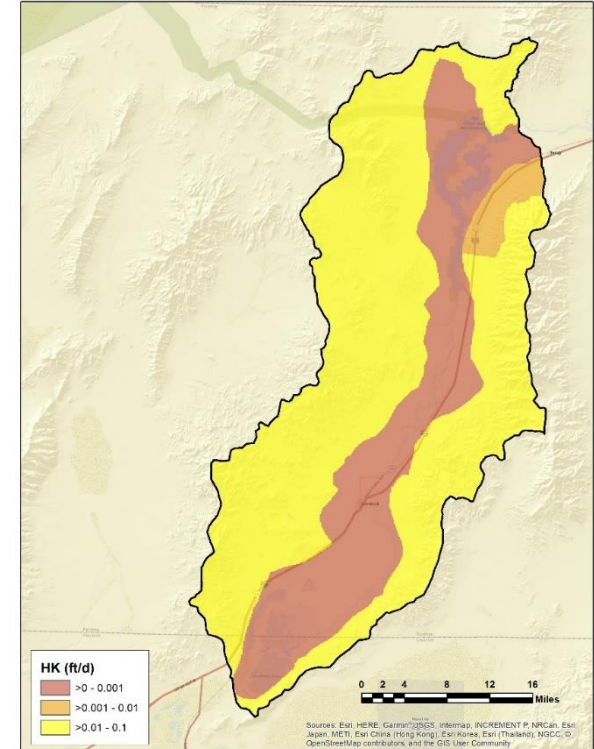 HK (ft/d)
>0 - 0.001
>0.001 - 0.01
>0.01 - 0.1
0 2 4 8 12 16
Miles
Sources: Esri, HERE, Garmin, USGS, Intermap, INCREMENT P, NRCan, Esri
Japan, METI, Esri China (Hong Kong), Esri Korea, Esri (Thailand), NGCC, ©
OpenStreetMap contributors, and the GIS User Community